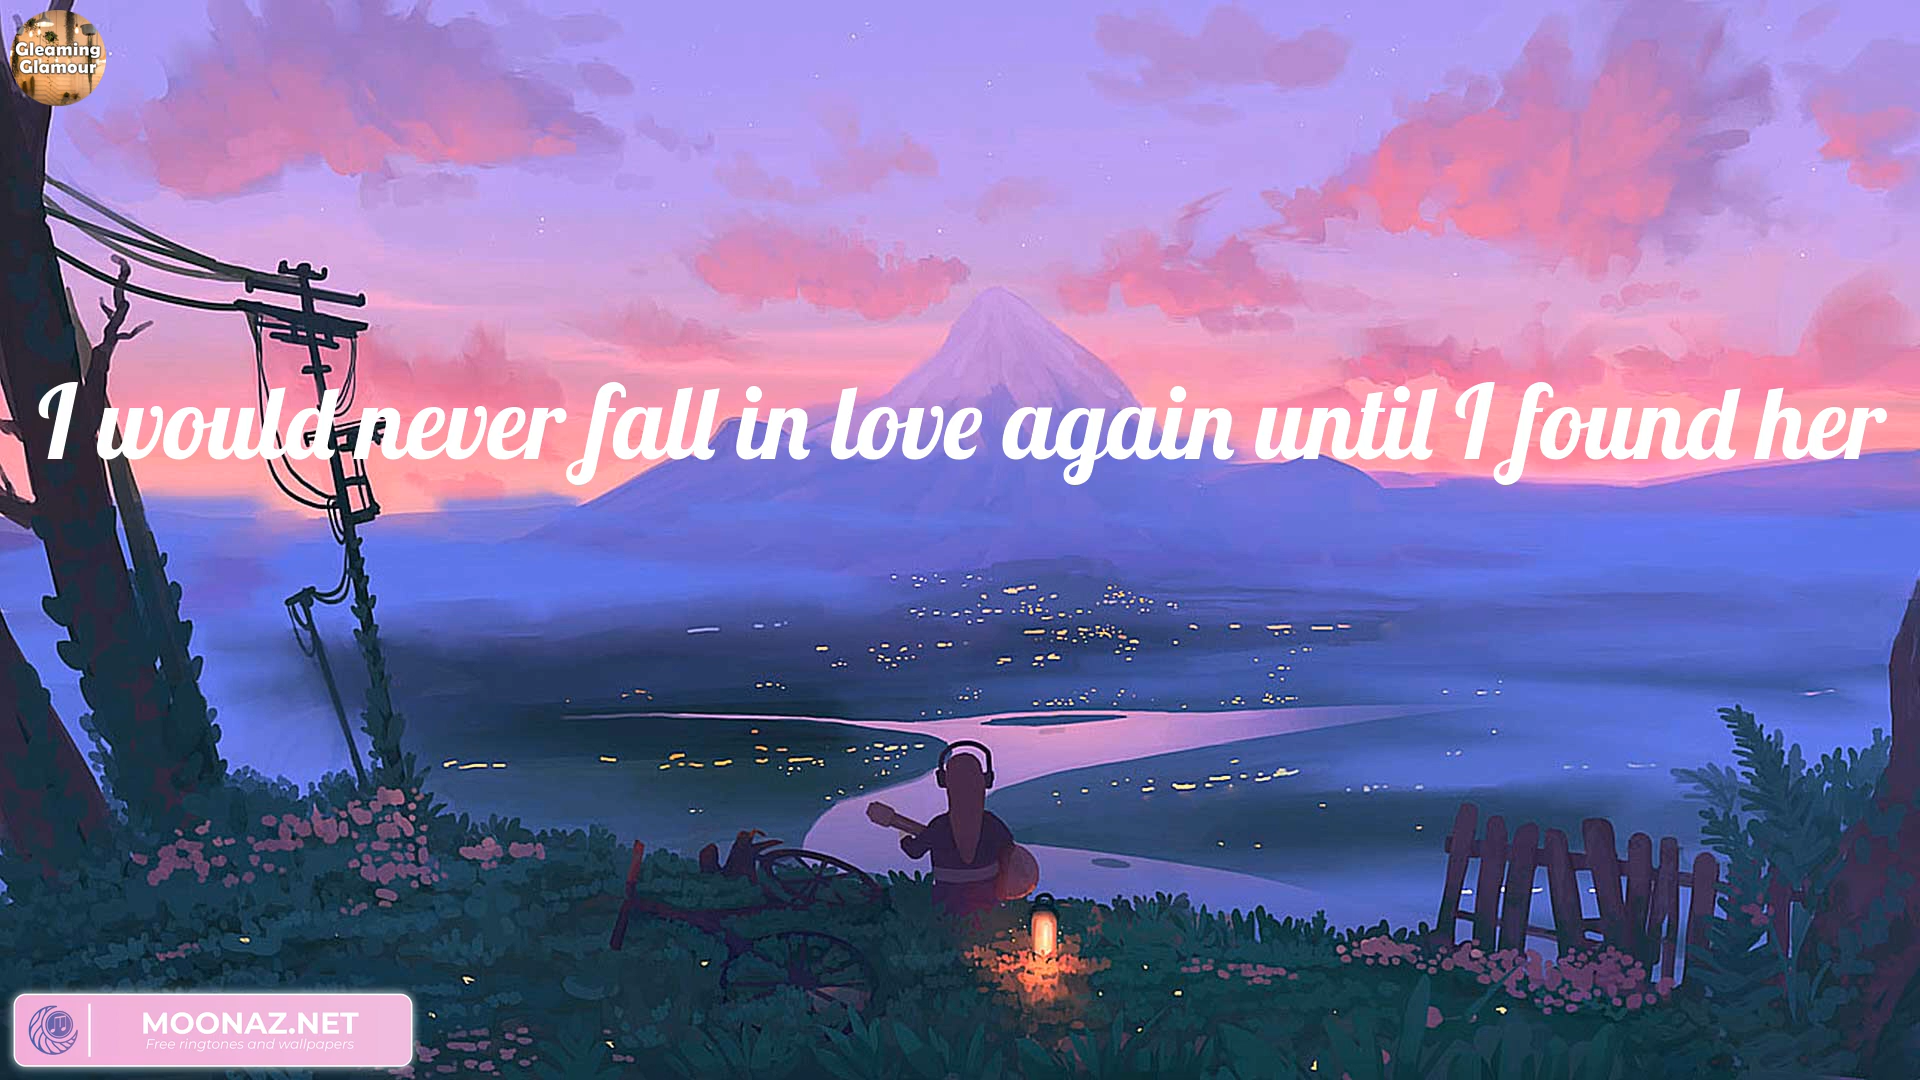 Gleaming
Glamour
I would never fall in love again until I found her
MOONAZ.NET
Free ringtones and wallpapers